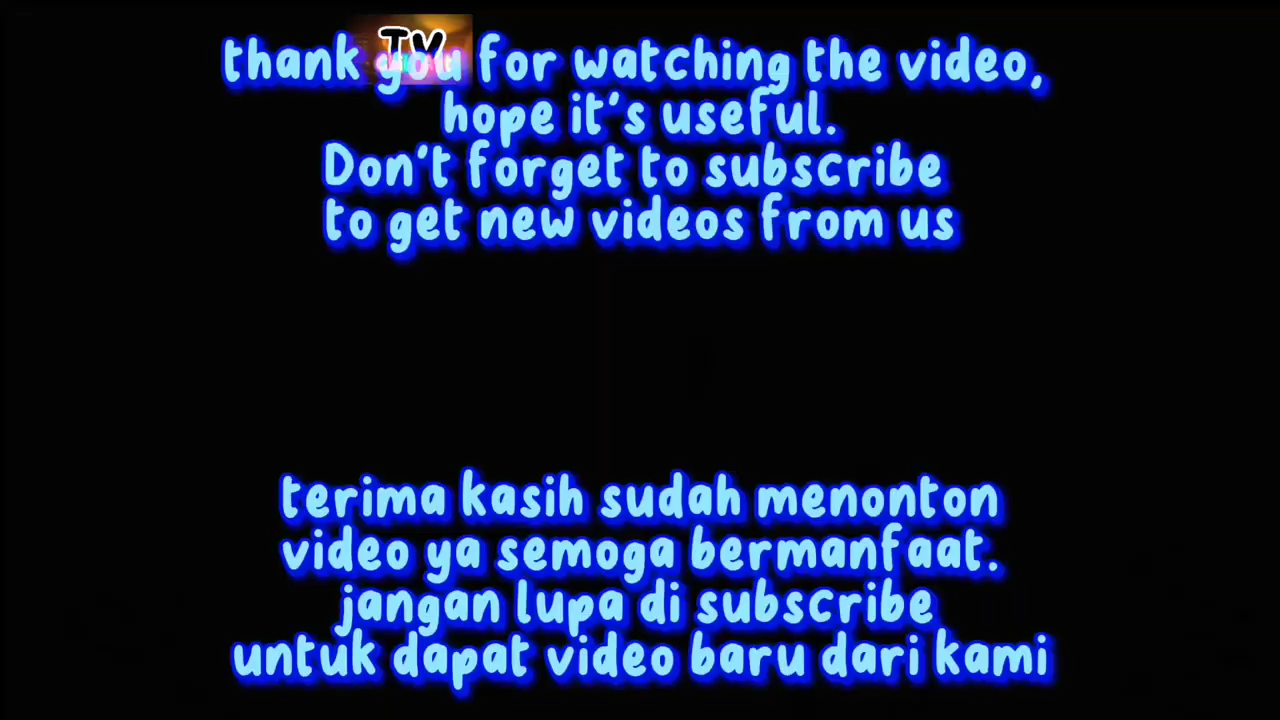 TV
thank you for watching the video,
hope it's useful.
Don't forget to subscribe
to get new videos from us
terima kasih sudah menonton
video ya semoga bermanfaat.
jangan lupa di subscribe
untuk dapat video baru dari kami